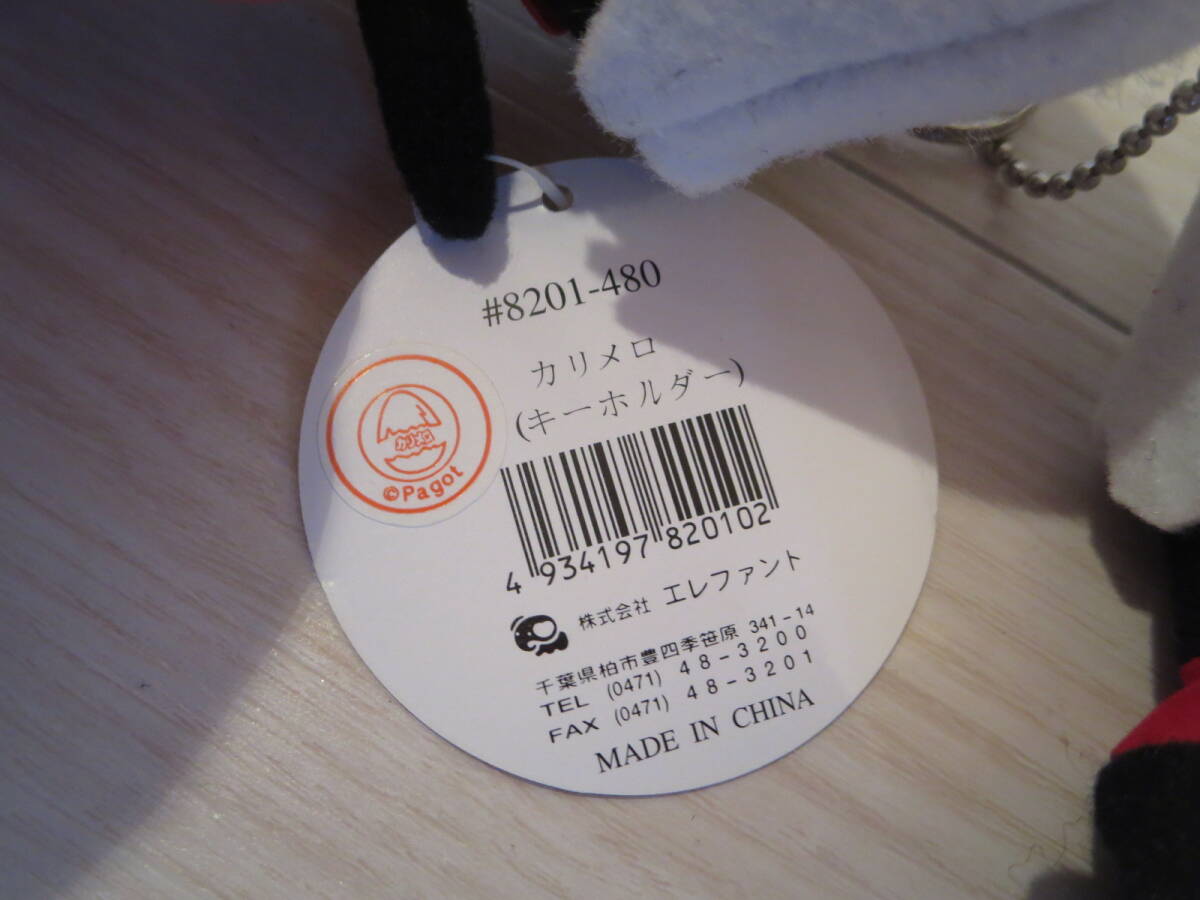 #8201-480
カリメロ
(キーホルダー)
カリメロ
©Pagot
4 934197 820102
株式会社 エレファント
千葉県柏市豊四季笹原 341-14
TEL (0471) 48-3200
FAX (0471) 48-3201
MADE IN CHINA